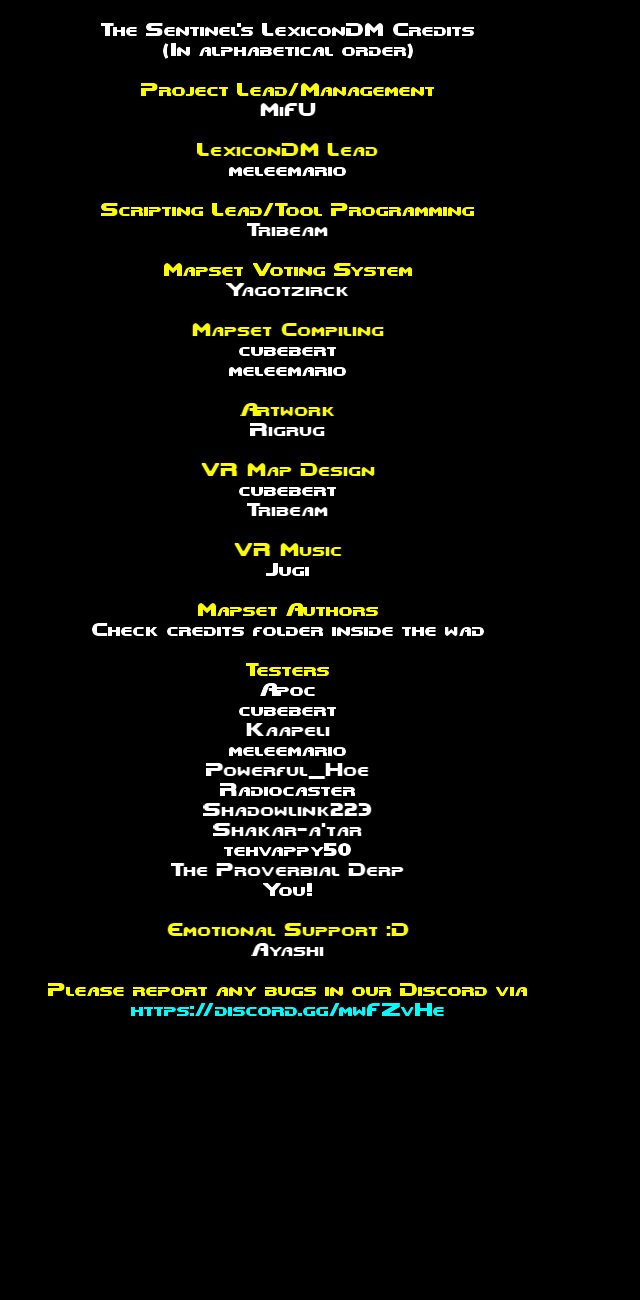 The Sentinel's LexiconDM Credits
(In alphabetical order)
Project Lead/Management
MiFU
LexiconDM Lead
meleemario
Scripting Lead/Tool Programming
Tribeam
Mapset Voting System
Yagotzirck
Mapset Compiling
cubebert
meleemario
Artwork
Rigrug
VR Map Design
cubebert
Tribeam
VR Music
Jugi
Mapset Authors
Check credits folder inside the wad
Testers
Apoc
cubebert
Kaapeli
meleemario
Powerful_Hoe
Radiocaster
Shadowlink223
Shakar-a'tar
tehvappy50
The Proverbial Derp
You!
Emotional Support :D
Ayashi
Please report any bugs in our Discord via
https://discord.gg/mwFZvHe